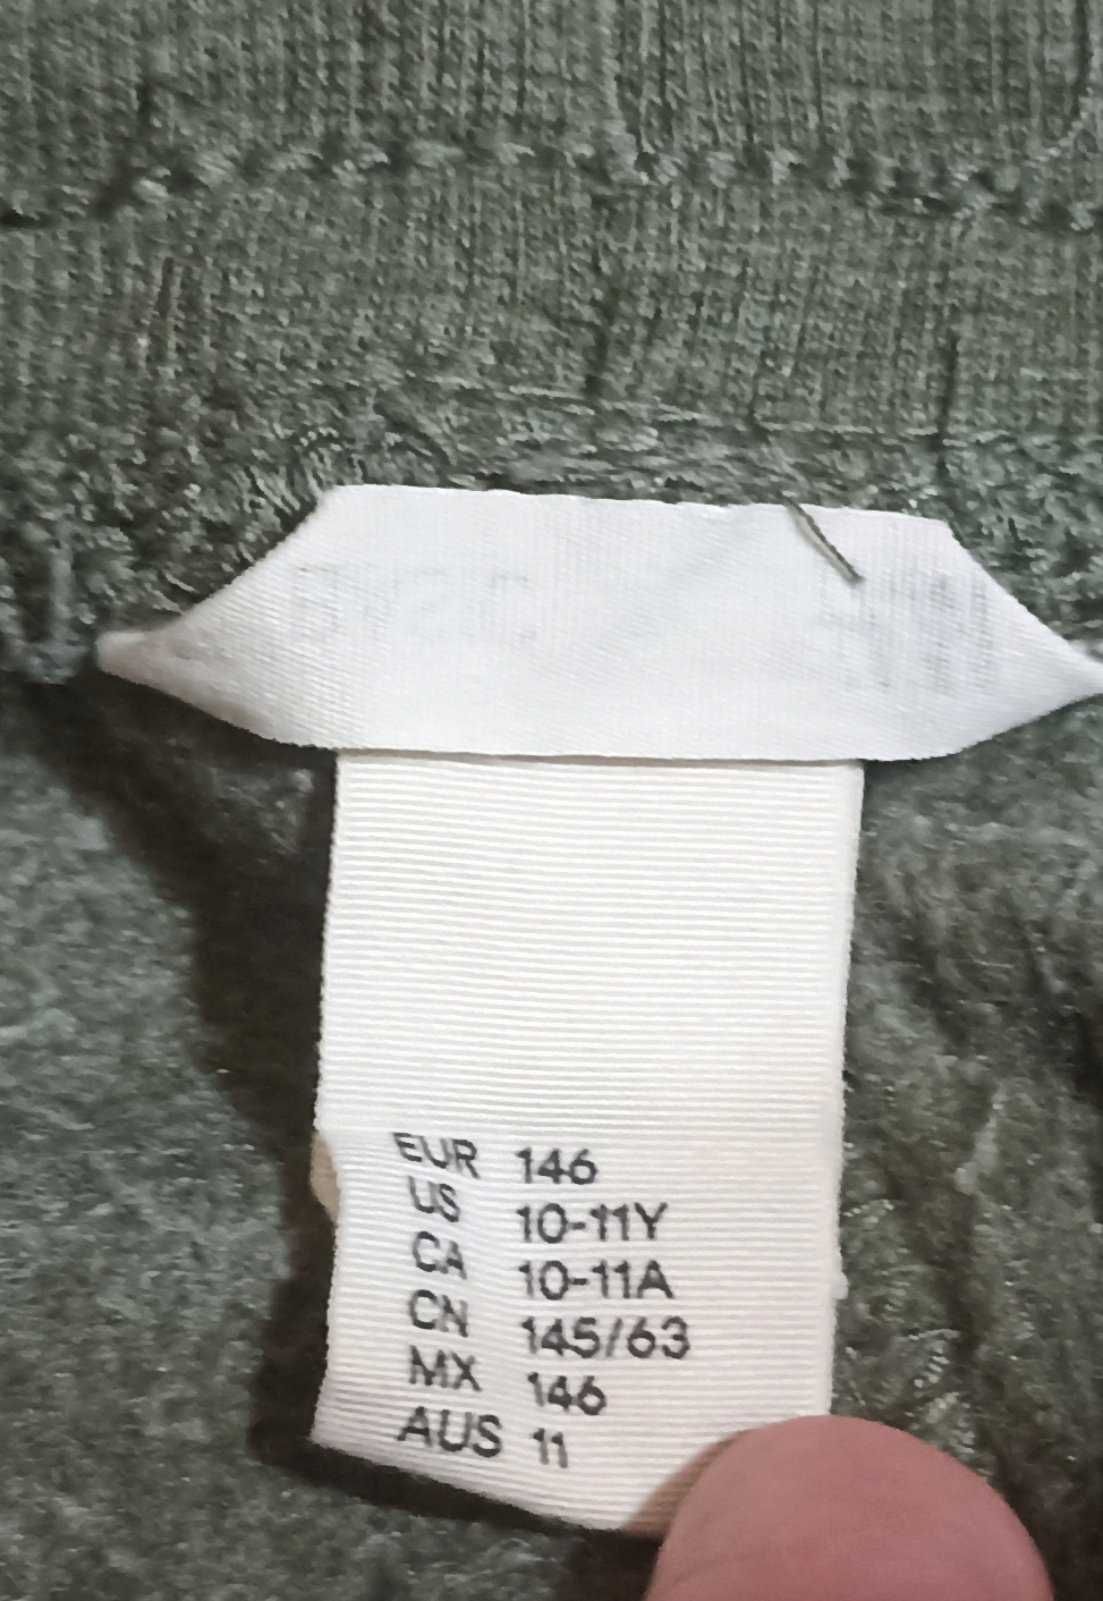 EUR 146
US 10-11Y
CA 10-11A
CN 145/63
MX 146
AUS 11